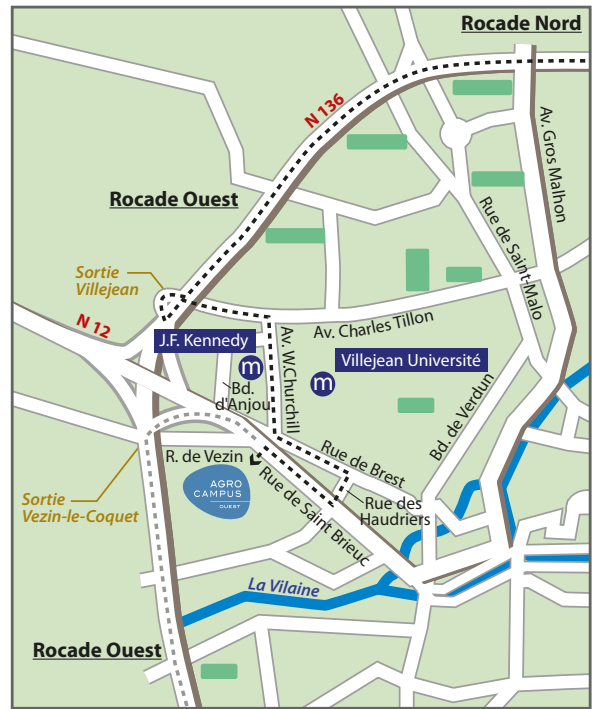 Rocade Nord
N 136
Av. Gros Malhon
Rocade Ouest
Rue de Saint-Malo
Sortie
Villejean
N 12
Av. Charles Tillon
J.F. Kennedy
Av. W.Churchill
Villejean Université
m
m
Bd.
d'Anjou
Bd. de Verdun
Rue de Brest
R. de Vezin
AGRO
CAMPUS
OUEST
Rue de Saint Brieuc
Rue des
Haudriers
Sortie
Vezin-le-Coquet
La Vilaine
Rocade Ouest